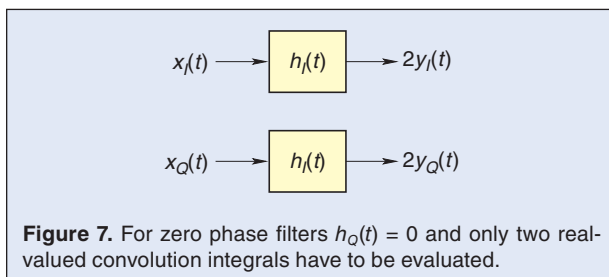 x_I(t) h_I(t) 2y_I(t)
x_Q(t) h_I(t) 2y_Q(t)
Figure 7. For zero phase filters h_Q(t) = 0 and only two real-
valued convolution integrals have to be evaluated.